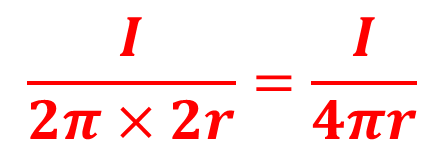 I / (2π × 2r) = I / (4πr)